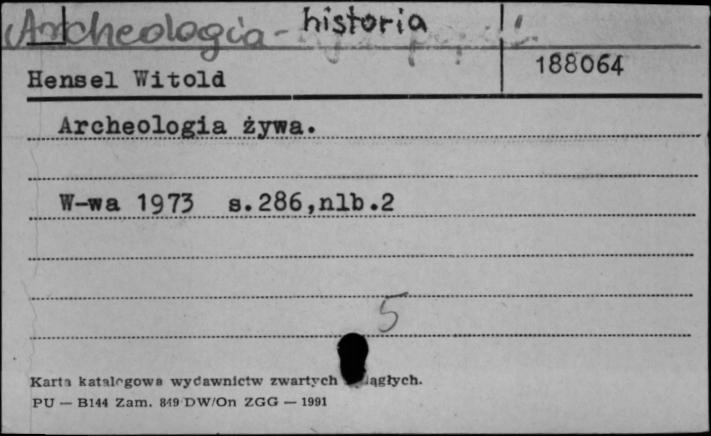 Archeologia - historia
Hensel Witold
188064
Archeologia żywa.
W-wa 1973 s.286,nlb.2
5
Karta katalogowa wydawnictw zwartych ciągłych.
PU — B144 Zam. 849 DW/On ZGG — 1991